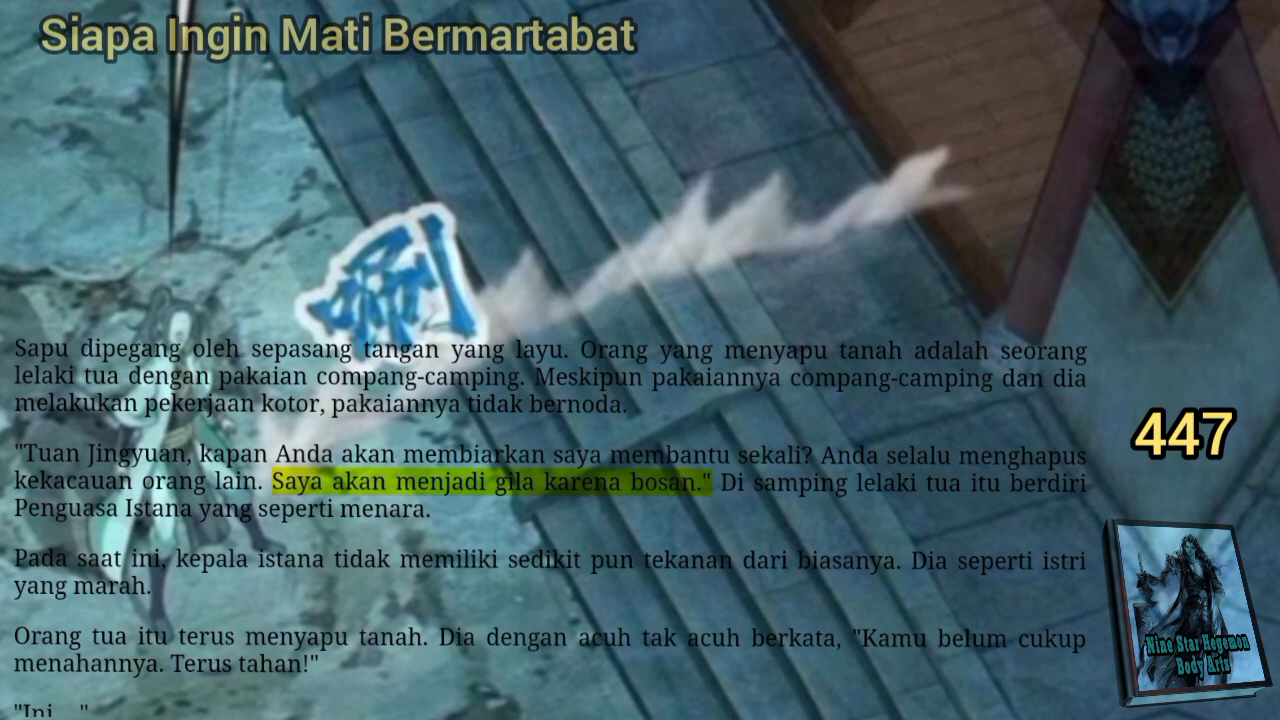 Siapa Ingin Mati Bermartabat
Sapu dipegang oleh sepasang tangan yang layu. Orang yang menyapu tanah adalah seorang
lelaki tua dengan pakaian compang-camping. Meskipun pakaiannya compang-camping dan dia
melakukan pekerjaan kotor, pakaiannya tidak bernoda.
"Tuan Jingyuan, kapan Anda akan membiarkan saya membantu sekali? Anda selalu menghapus
kekacauan orang lain. Saya akan menjadi gila karena bosan." Di samping lelaki tua itu berdiri
Penguasa Istana yang seperti menara.
Pada saat ini, kepala istana tidak memiliki sedikit pun tekanan dari biasanya. Dia seperti istri
yang marah.
Orang tua itu terus menyapu tanah. Dia dengan acuh tak acuh berkata, "Kamu belum cukup
menahannya. Terus tahan!"
"Ini... "
447
Nine Star Hegemon
Body Arts